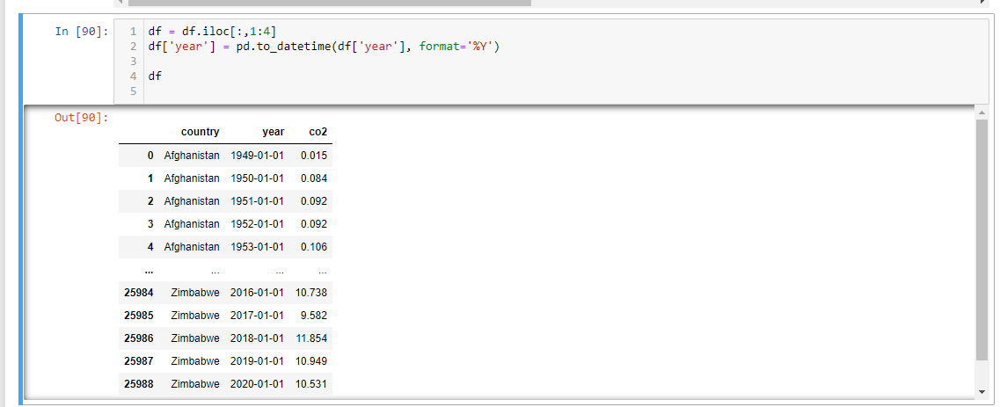 In [90]:
1 df = df.iloc[:,1:4]
2 df['year'] = pd.to_datetime(df['year'], format='%Y')
3
4 df
5
Out[90]:
country year co2
0 Afghanistan 1949-01-01 0.015
1 Afghanistan 1950-01-01 0.084
2 Afghanistan 1951-01-01 0.092
3 Afghanistan 1952-01-01 0.092
4 Afghanistan 1953-01-01 0.106
... ... ... ...
25984 Zimbabwe 2016-01-01 10.738
25985 Zimbabwe 2017-01-01 9.582
25986 Zimbabwe 2018-01-01 11.854
25987 Zimbabwe 2019-01-01 10.949
25988 Zimbabwe 2020-01-01 10.531